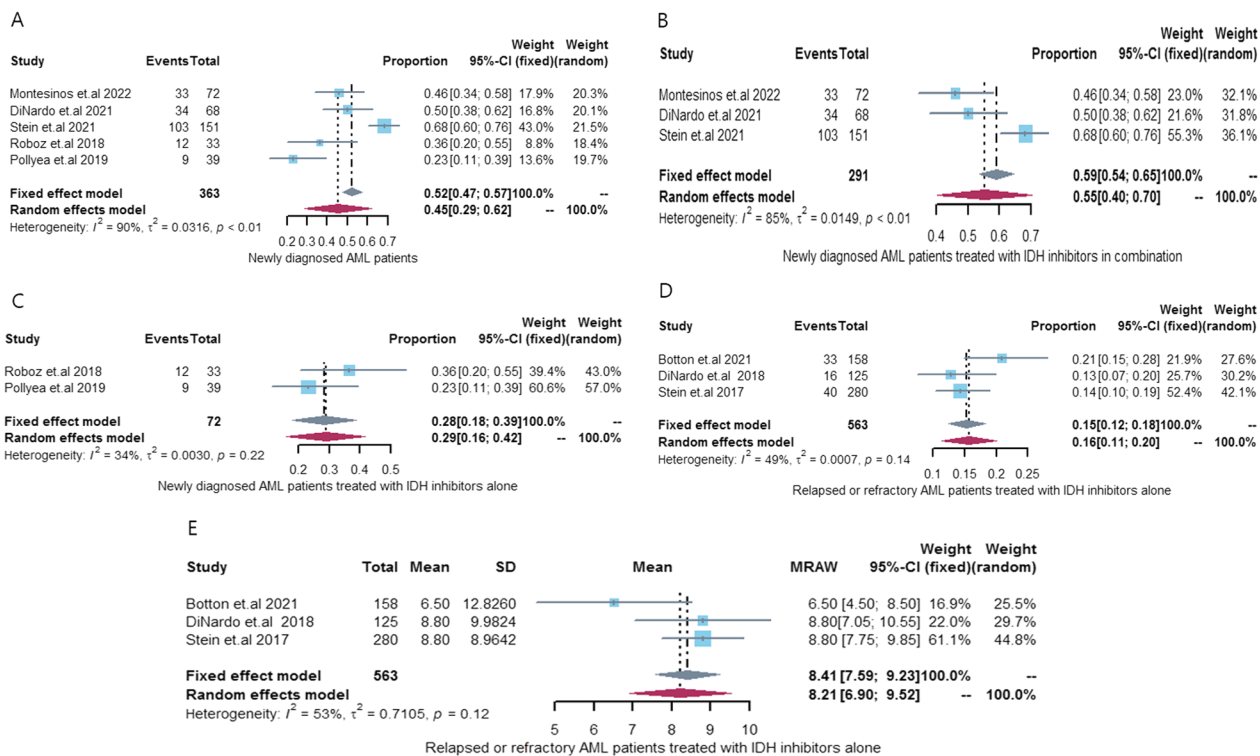 A
Weight Weight
Study Events Total Proportion 95%-CI (fixed)(random)
Montesinos et.al 2022 33 72 0.46 [0.34; 0.58] 17.9% 20.3%
DiNardo et.al 2021 34 68 0.50 [0.38; 0.62] 16.8% 20.1%
Stein et.al 2021 103 151 0.68 [0.60; 0.76] 43.0% 21.5%
Roboz et.al 2018 12 33 0.36 [0.20; 0.55] 8.8% 18.4%
Pollyea et.al 2019 9 39 0.23 [0.11; 0.39] 13.6% 19.7%
Fixed effect model 363 0.52 [0.47; 0.57]100.0% --
Random effects model 0.45 [0.29; 0.62] -- 100.0%
Heterogeneity: I² = 90%, τ² = 0.0316, p < 0.01
0.2 0.3 0.4 0.5 0.6 0.7
Newly diagnosed AML patients
B
Weight Weight
Study Events Total Proportion 95%-CI (fixed)(random)
Montesinos et.al 2022 33 72 0.46 [0.34; 0.58] 23.0% 32.1%
DiNardo et.al 2021 34 68 0.50 [0.38; 0.62] 21.6% 31.8%
Stein et.al 2021 103 151 0.68 [0.60; 0.76] 55.3% 36.1%
Fixed effect model 291 0.59 [0.54; 0.65]100.0% --
Random effects model 0.55 [0.40; 0.70] -- 100.0%
Heterogeneity: I² = 85%, τ² = 0.0149, p < 0.01
0.4 0.5 0.6 0.7
Newly diagnosed AML patients treated with IDH inhibitors in combination
C
Weight Weight
Study Events Total Proportion 95%-CI (fixed)(random)
Roboz et.al 2018 12 33 0.36 [0.20; 0.55] 39.4% 43.0%
Pollyea et.al 2019 9 39 0.23 [0.11; 0.39] 60.6% 57.0%
Fixed effect model 72 0.28 [0.18; 0.39]100.0% --
Random effects model 0.29 [0.16; 0.42] -- 100.0%
Heterogeneity: I² = 34%, τ² = 0.0030, p = 0.22
0.2 0.3 0.4 0.5
Newly diagnosed AML patients treated with IDH inhibitors alone
D
Weight Weight
Study Events Total Proportion 95%-CI (fixed)(random)
Botton et.al 2021 33 158 0.21 [0.15; 0.28] 21.9% 27.6%
DiNardo et.al 2018 16 125 0.13 [0.07; 0.20] 25.7% 30.2%
Stein et.al 2017 40 280 0.14 [0.10; 0.19] 52.4% 42.1%
Fixed effect model 563 0.15 [0.12; 0.18]100.0% --
Random effects model 0.16 [0.11; 0.20] -- 100.0%
Heterogeneity: I² = 49%, τ² = 0.0007, p = 0.14
0.1 0.15 0.2 0.25
Relapsed or refractory AML patients treated with IDH inhibitors alone
E
Weight Weight
Study Total Mean SD Mean MRAW 95%-CI (fixed)(random)
Botton et.al 2021 158 6.50 12.8260 6.50 [4.50; 8.50] 16.9% 25.5%
DiNardo et.al 2018 125 8.80 9.9824 8.80[7.05; 10.55] 22.0% 29.7%
Stein et.al 2017 280 8.80 8.9642 8.80 [7.75; 9.85] 61.1% 44.8%
Fixed effect model 563 8.41 [7.59; 9.23]100.0% --
Random effects model 8.21 [6.90; 9.52] -- 100.0%
Heterogeneity: I² = 53%, τ² = 0.7105, p = 0.12
5 6 7 8 9 10
Relapsed or refractory AML patients treated with IDH inhibitors alone